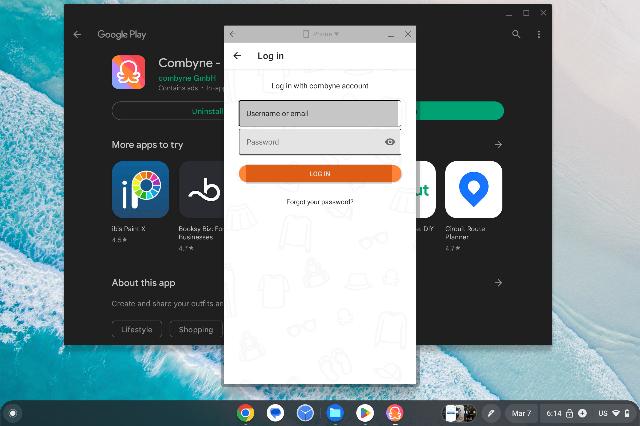 Google Play
Phone
Log in
Combyne -
combyne GmbH
Contains ads · In-app
Log in with combyne account
Uninstall
Username or email
Password
More apps to try
LOG IN
Forgot your password?
ibis Paint X
4.6★
Booksy Biz: For
Businesses
4.7★
, DIY
Circuit Route
Planner
4.7★
About this app
Create and share your outfits an
Lifestyle
Shopping
Mar 7
6:14
US